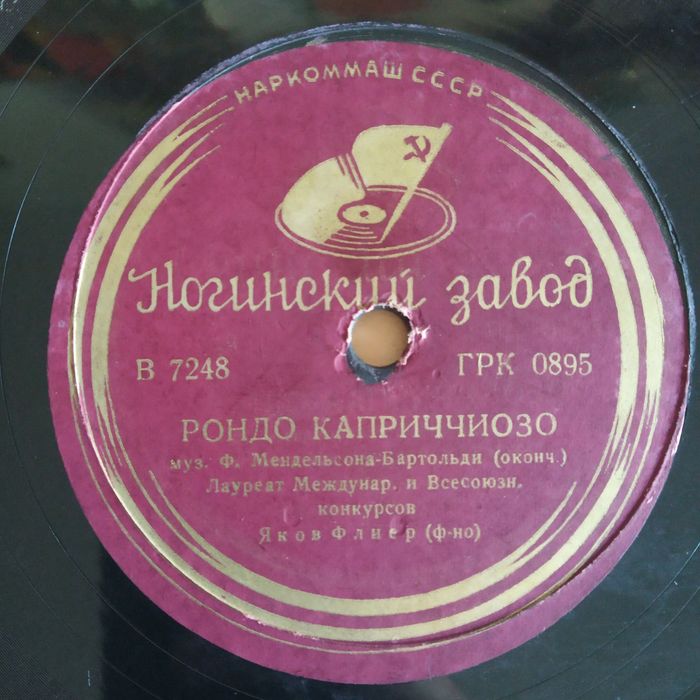 НАРКОММАШ СССР
Ногинский завод
В 7248 ГРК 0895
РОНДО КАПРИЧЧИОЗО
муз. Ф. Мендельсона-Бартольди (оконч.)
Лауреат Междунар. и Всесоюзн.
конкурсов
Яков Флиер (ф-но)